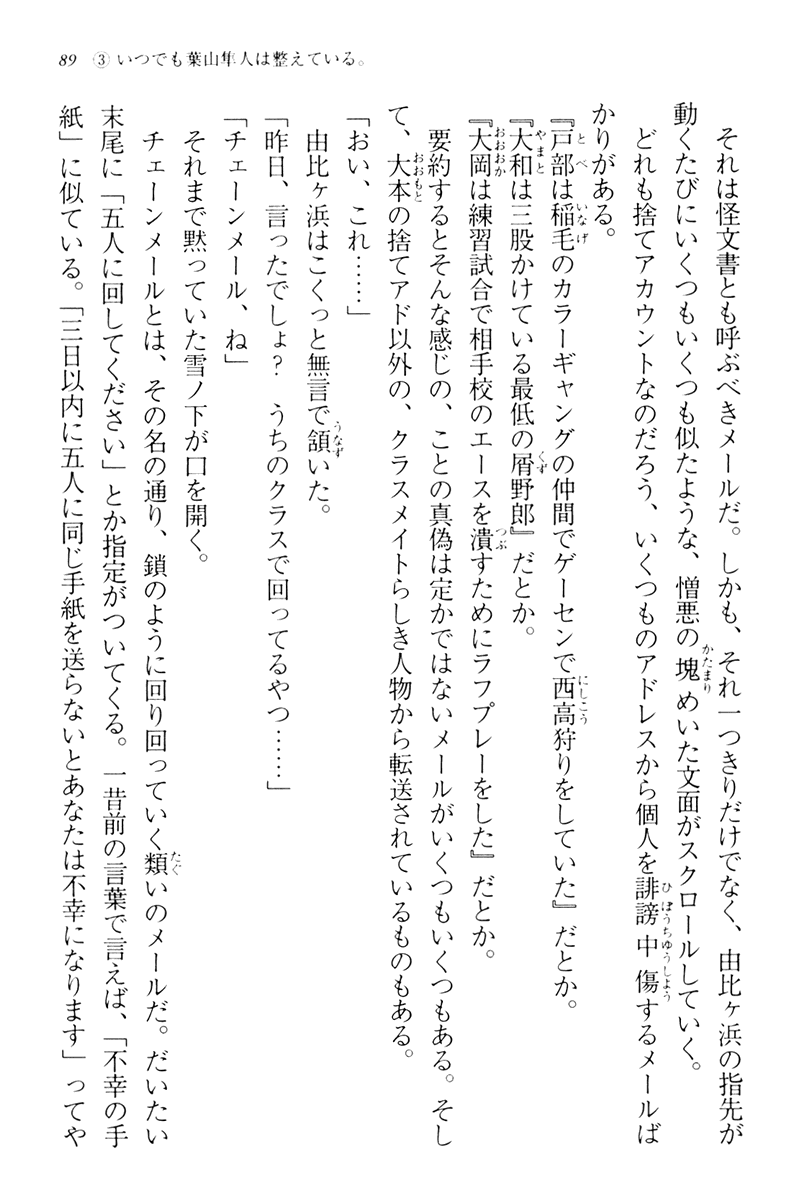 89 ③いつでも葉山隼人は整えている。
それは怪文書とも呼ぶべきメールだ。しかも、それ一つきりだけでなく、由比ヶ浜の指先が
動くたびにいくつもいくつも似たような、憎悪の塊めいた文面がスクロールしていく。
どれも捨てアカウントなのだろう、いくつものアドレスから個人を誹謗中傷するメールば
かりがある。
『戸部は稲毛のカラーギャングの仲間でゲーセンで西高狩りをしていた』だとか。
『大和は三股かけている最低の屑野郎』だとか。
『大岡は練習試合で相手校のエースを潰すためにラフプレーをした』だとか。
要約するとそんな感じの、ことの真偽は定かではないメールがいくつもいくつもある。そし
て、大本の捨てアド以外の、クラスメイトらしき人物から転送されているものもある。
「おい、これ……」
由比ヶ浜はこくっと無言で頷いた。
「昨日、言ったでしょ？　うちのクラスで回ってるやつ……」
「チェーンメール、ね」
それまで黙っていた雪ノ下が口を開く。
チェーンメールとは、その名の通り、鎖のように回り回っていく類いのメールだ。だいたい
末尾に「五人に回してください」とか指定がついてくる。一昔前の言葉で言えば、「不幸の手
紙」に似ている。「三日以内に五人に同じ手紙を送らないとあなたは不幸になります」ってや